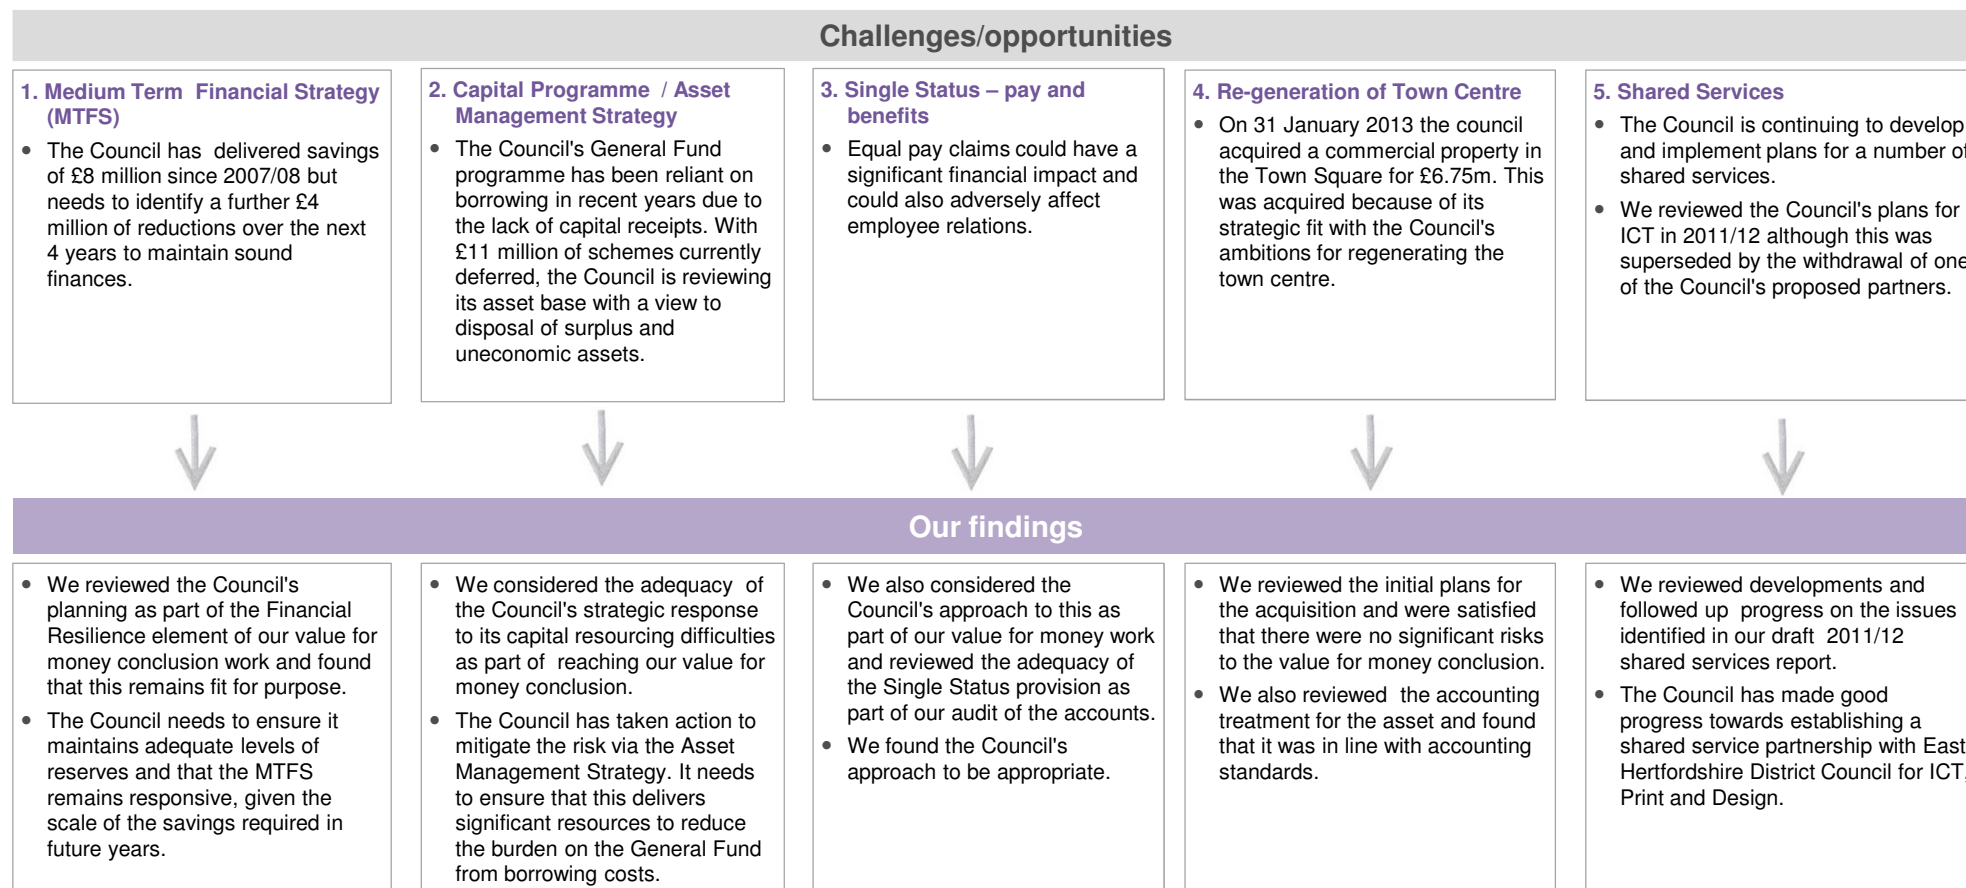 Challenges/opportunities
1. Medium Term Financial Strategy
(MTFS)
• The Council has delivered savings
of £8 million since 2007/08 but
needs to identify a further £4
million of reductions over the next
4 years to maintain sound
finances.
2. Capital Programme / Asset
Management Strategy
• The Council's General Fund
programme has been reliant on
borrowing in recent years due to
the lack of capital receipts. With
£11 million of schemes currently
deferred, the Council is reviewing
its asset base with a view to
disposal of surplus and
uneconomic assets.
3. Single Status – pay and
benefits
• Equal pay claims could have a
significant financial impact and
could also adversely affect
employee relations.
4. Re-generation of Town Centre
• On 31 January 2013 the council
acquired a commercial property in
the Town Square for £6.75m. This
was acquired because of its
strategic fit with the Council's
ambitions for regenerating the
town centre.
5. Shared Services
• The Council is continuing to develop
and implement plans for a number of
shared services.
• We reviewed the Council's plans for
ICT in 2011/12 although this was
superseded by the withdrawal of one
of the Council's proposed partners.
Our findings
• We reviewed the Council's
planning as part of the Financial
Resilience element of our value for
money conclusion work and found
that this remains fit for purpose.
• The Council needs to ensure it
maintains adequate levels of
reserves and that the MTFS
remains responsive, given the
scale of the savings required in
future years.
• We considered the adequacy of
the Council's strategic response
to its capital resourcing difficulties
as part of reaching our value for
money conclusion.
• The Council has taken action to
mitigate the risk via the Asset
Management Strategy. It needs
to ensure that this delivers
significant resources to reduce
the burden on the General Fund
from borrowing costs.
• We also considered the
Council's approach to this as
part of our value for money work
and reviewed the adequacy of
the Single Status provision as
part of our audit of the accounts.
• We found the Council's
approach to be appropriate.
• We reviewed the initial plans for
the acquisition and were satisfied
that there were no significant risks
to the value for money conclusion.
• We also reviewed the accounting
treatment for the asset and found
that it was in line with accounting
standards.
• We reviewed developments and
followed up progress on the issues
identified in our draft 2011/12
shared services report.
• The Council has made good
progress towards establishing a
shared service partnership with East
Hertfordshire District Council for ICT,
Print and Design.